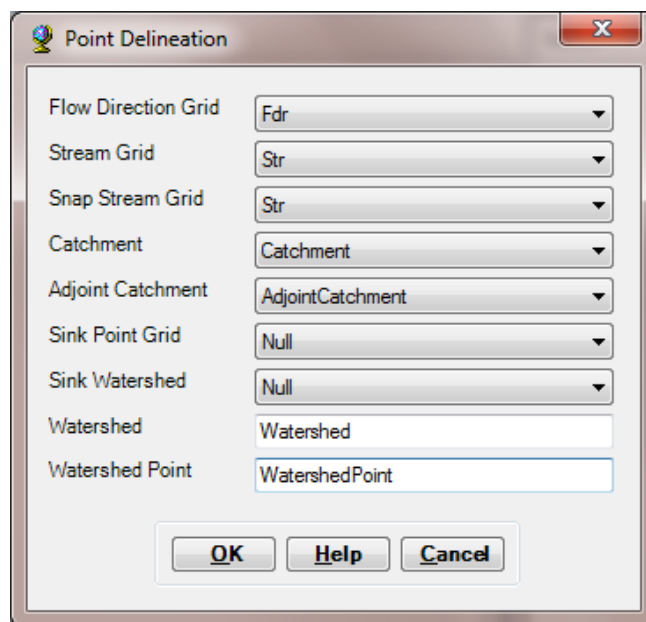 Point Delineation
Flow Direction Grid Fdr
Stream Grid Str
Snap Stream Grid Str
Catchment Catchment
Adjoint Catchment AdjointCatchment
Sink Point Grid Null
Sink Watershed Null
Watershed Watershed
Watershed Point WatershedPoint
OK Help Cancel